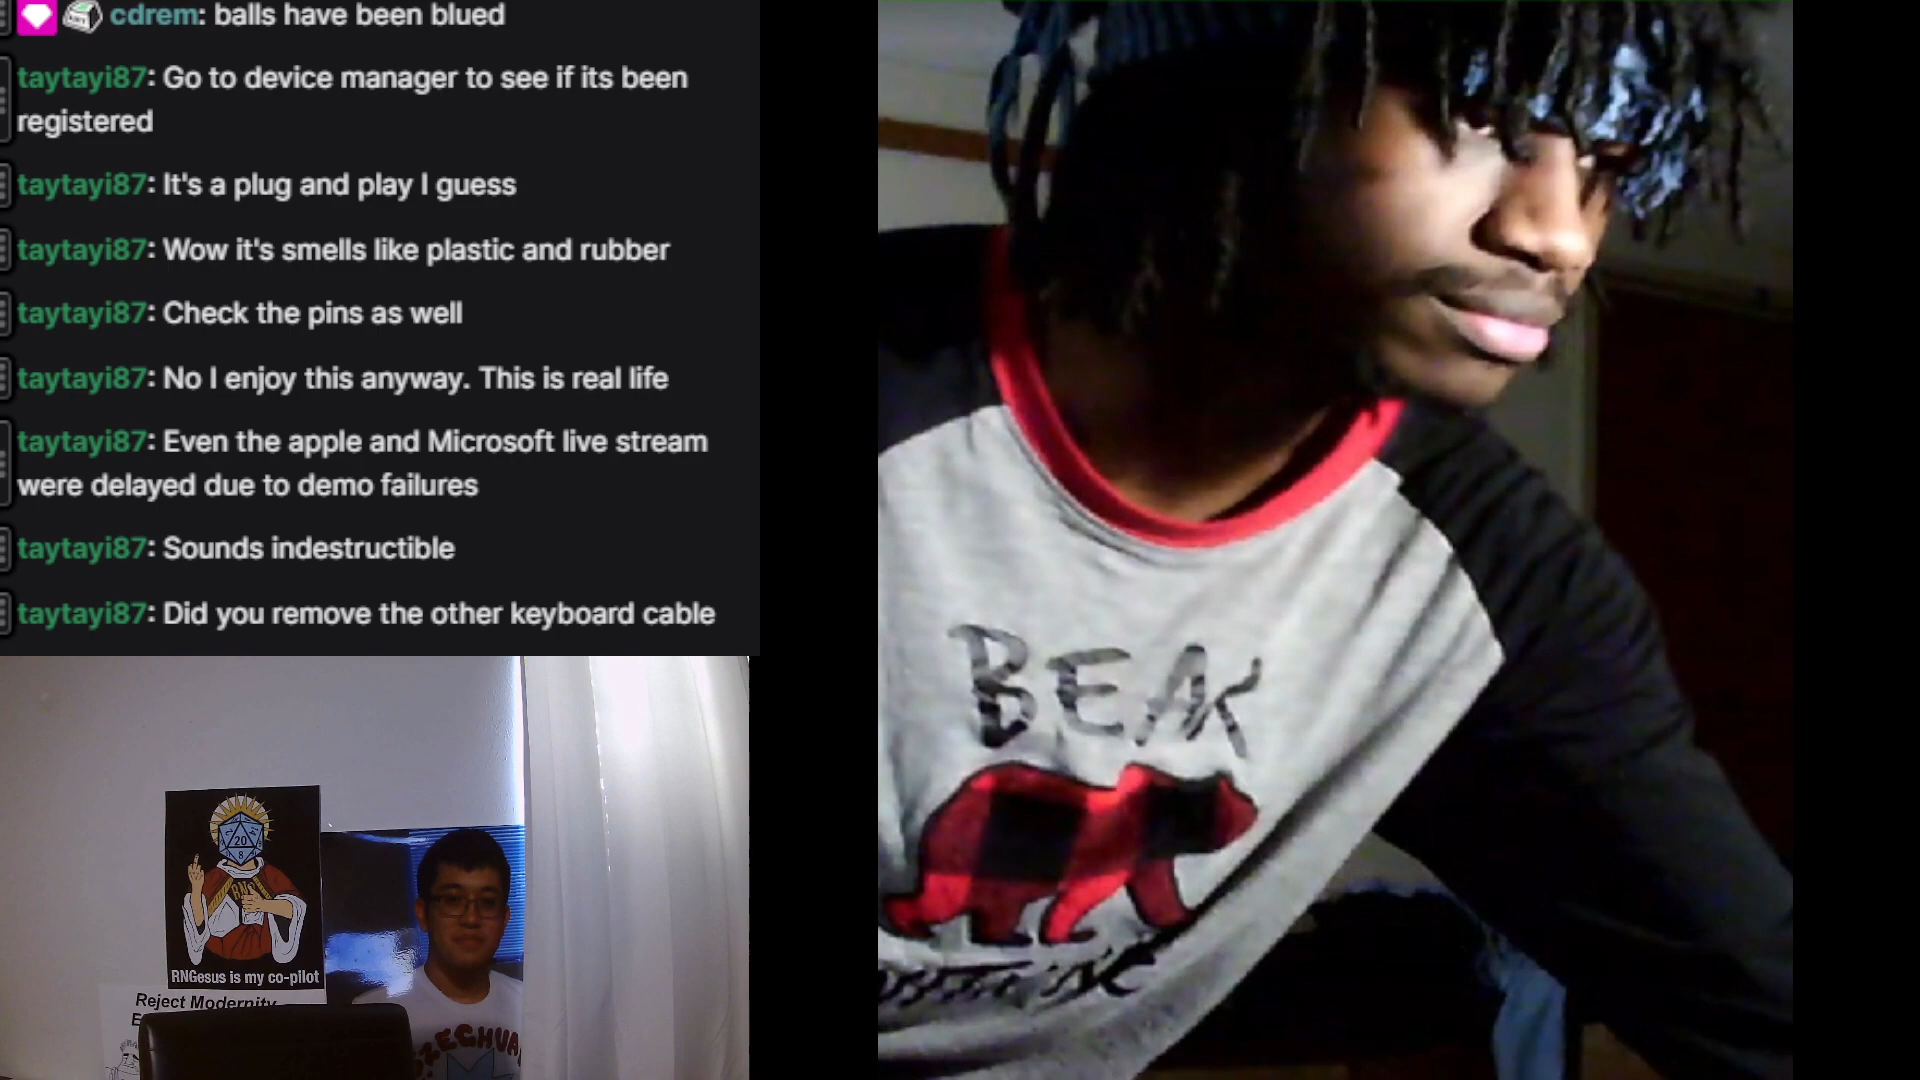 cdrem: balls have been blued
taytayi87: Go to device manager to see if its been
registered
taytayi87: It's a plug and play I guess
taytayi87: Wow it's smells like plastic and rubber
taytayi87: Check the pins as well
taytayi87: No I enjoy this anyway. This is real life
taytayi87: Even the apple and Microsoft live stream
were delayed due to demo failures
taytayi87: Sounds indestructible
taytayi87: Did you remove the other keyboard cable
20
8
RNGesus is my co-pilot
Reject Modernity
BEAR